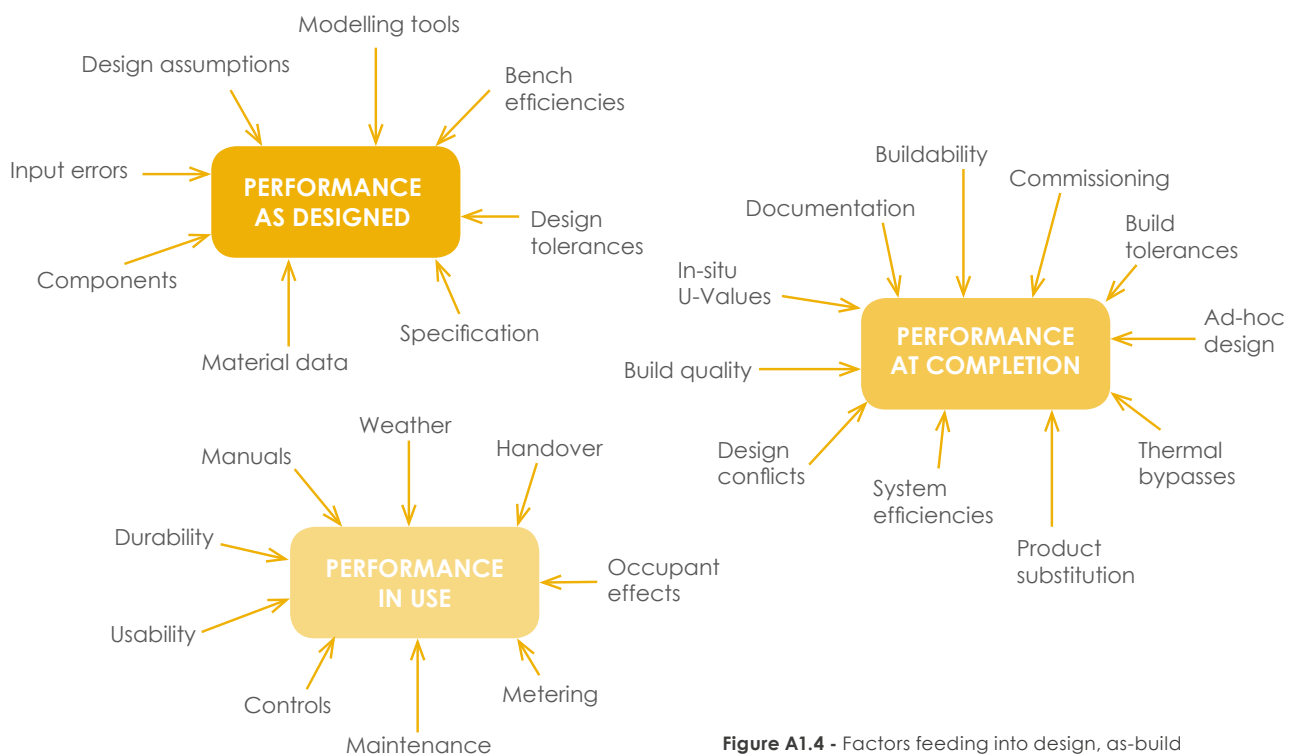 Modelling tools
Design assumptions
Bench
efficiencies
Input errors
PERFORMANCE
AS DESIGNED
Design
tolerances
Components
Specification
Material data
Buildability
Commissioning
Documentation
Build
tolerances
In-situ
U-Values
PERFORMANCE
AT COMPLETION
Ad-hoc
design
Build quality
Design
conflicts
System
efficiencies
Product
substitution
Thermal
bypasses
Weather
Manuals
Handover
Durability
PERFORMANCE
IN USE
Occupant
effects
Usability
Controls
Metering
Maintenance
Figure A1.4 - Factors feeding into design, as-build